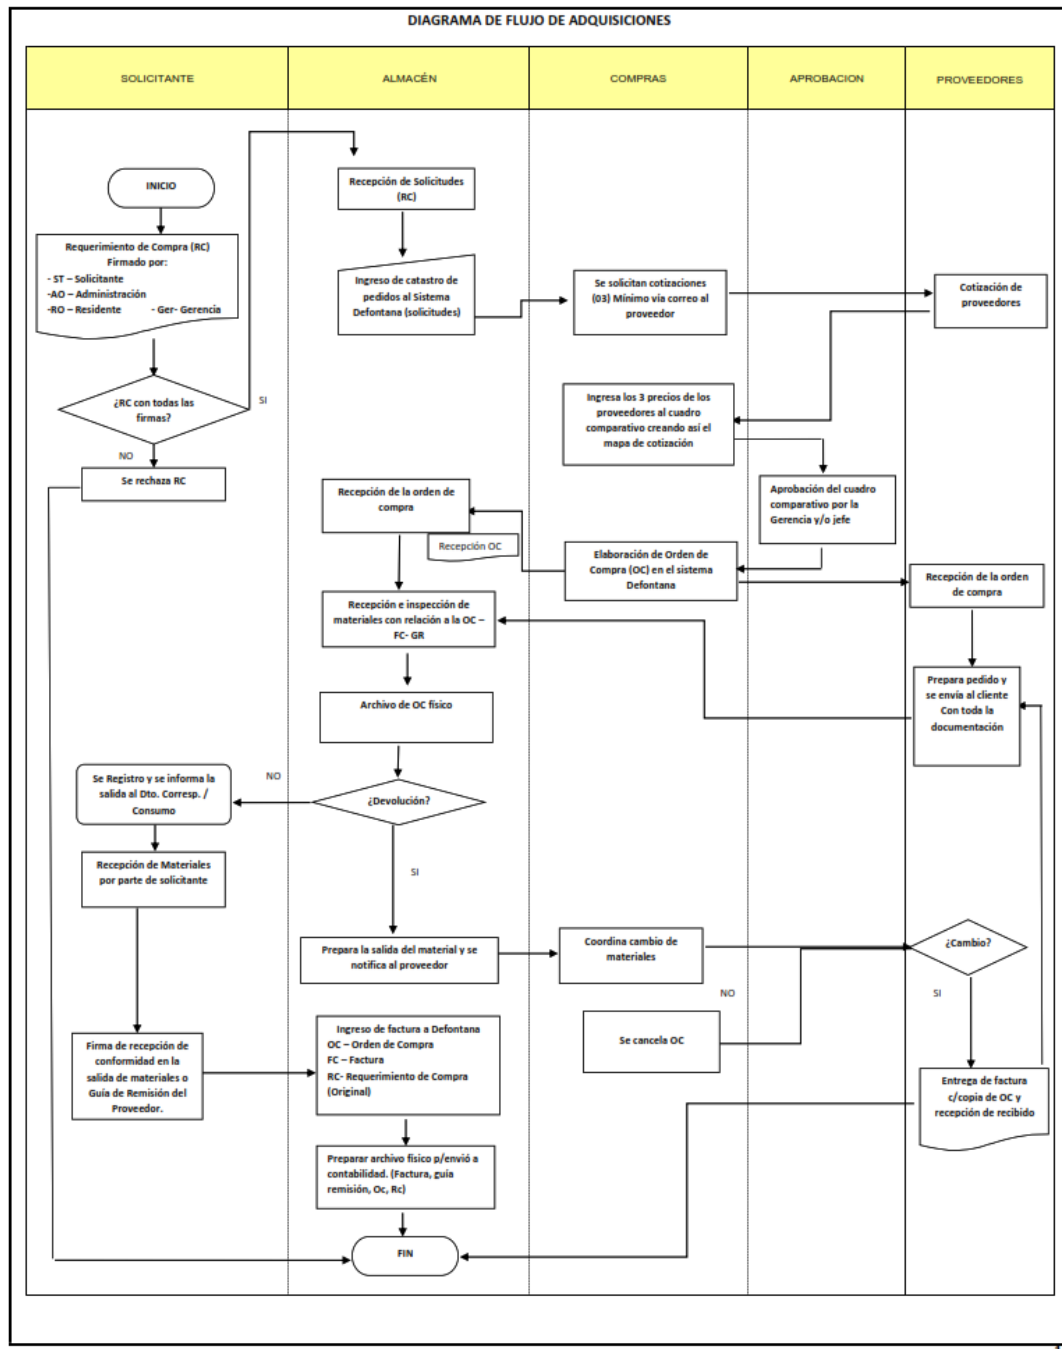 DIAGRAMA DE FLUJO DE ADQUISICIONES
SOLICITANTE
ALMACÉN
COMPRAS
APROBACION
PROVEEDORES
INICIO
Requerimiento de Compra (RC)
Firmado por:
- ST – Solicitante
-AO – Administración
-RO – Residente - Ger- Gerencia
¿RC con todas las
firmas?
SI
NO
Se rechaza RC
Recepción de Solicitudes
(RC)
Ingreso de catastro de
pedidos al Sistema
Defontana (solicitudes)
Se solicitan cotizaciones
(03) Mínimo vía correo al
proveedor
Cotización de
proveedores
Ingresa los 3 precios de los
proveedores al cuadro
comparativo creando así el
mapa de cotización
Aprobación del cuadro
comparativo por la
Gerencia y/o jefe
Elaboración de Orden de
Compra (OC) en el sistema
Defontana
Recepción de la orden de
compra
Recepción OC
Recepción de la orden
de compra
Recepción e inspección de
materiales con relación a la OC –
FC- GR
Prepara pedido y
se envía al cliente
Con toda la
documentación
Archivo de OC físico
¿Devolución?
NO
SI
Se Registro y se informa la
salida al Dto. Corresp. /
Consumo
Recepción de Materiales
por parte de solicitante
Prepara la salida del material y se
notifica al proveedor
Coordina cambio de
materiales
¿Cambio?
NO
SI
Se cancela OC
Firma de recepción de
conformidad en la
salida de materiales o
Guía de Remisión del
Proveedor.
Ingreso de factura a Defontana
OC – Orden de Compra
FC – Factura
RC- Requerimiento de Compra
(Original)
Entrega de factura
c/copia de OC y
recepción de recibido
Preparar archivo físico p/envió a
contabilidad. (Factura, guía
remisión, Oc, Rc)
FIN